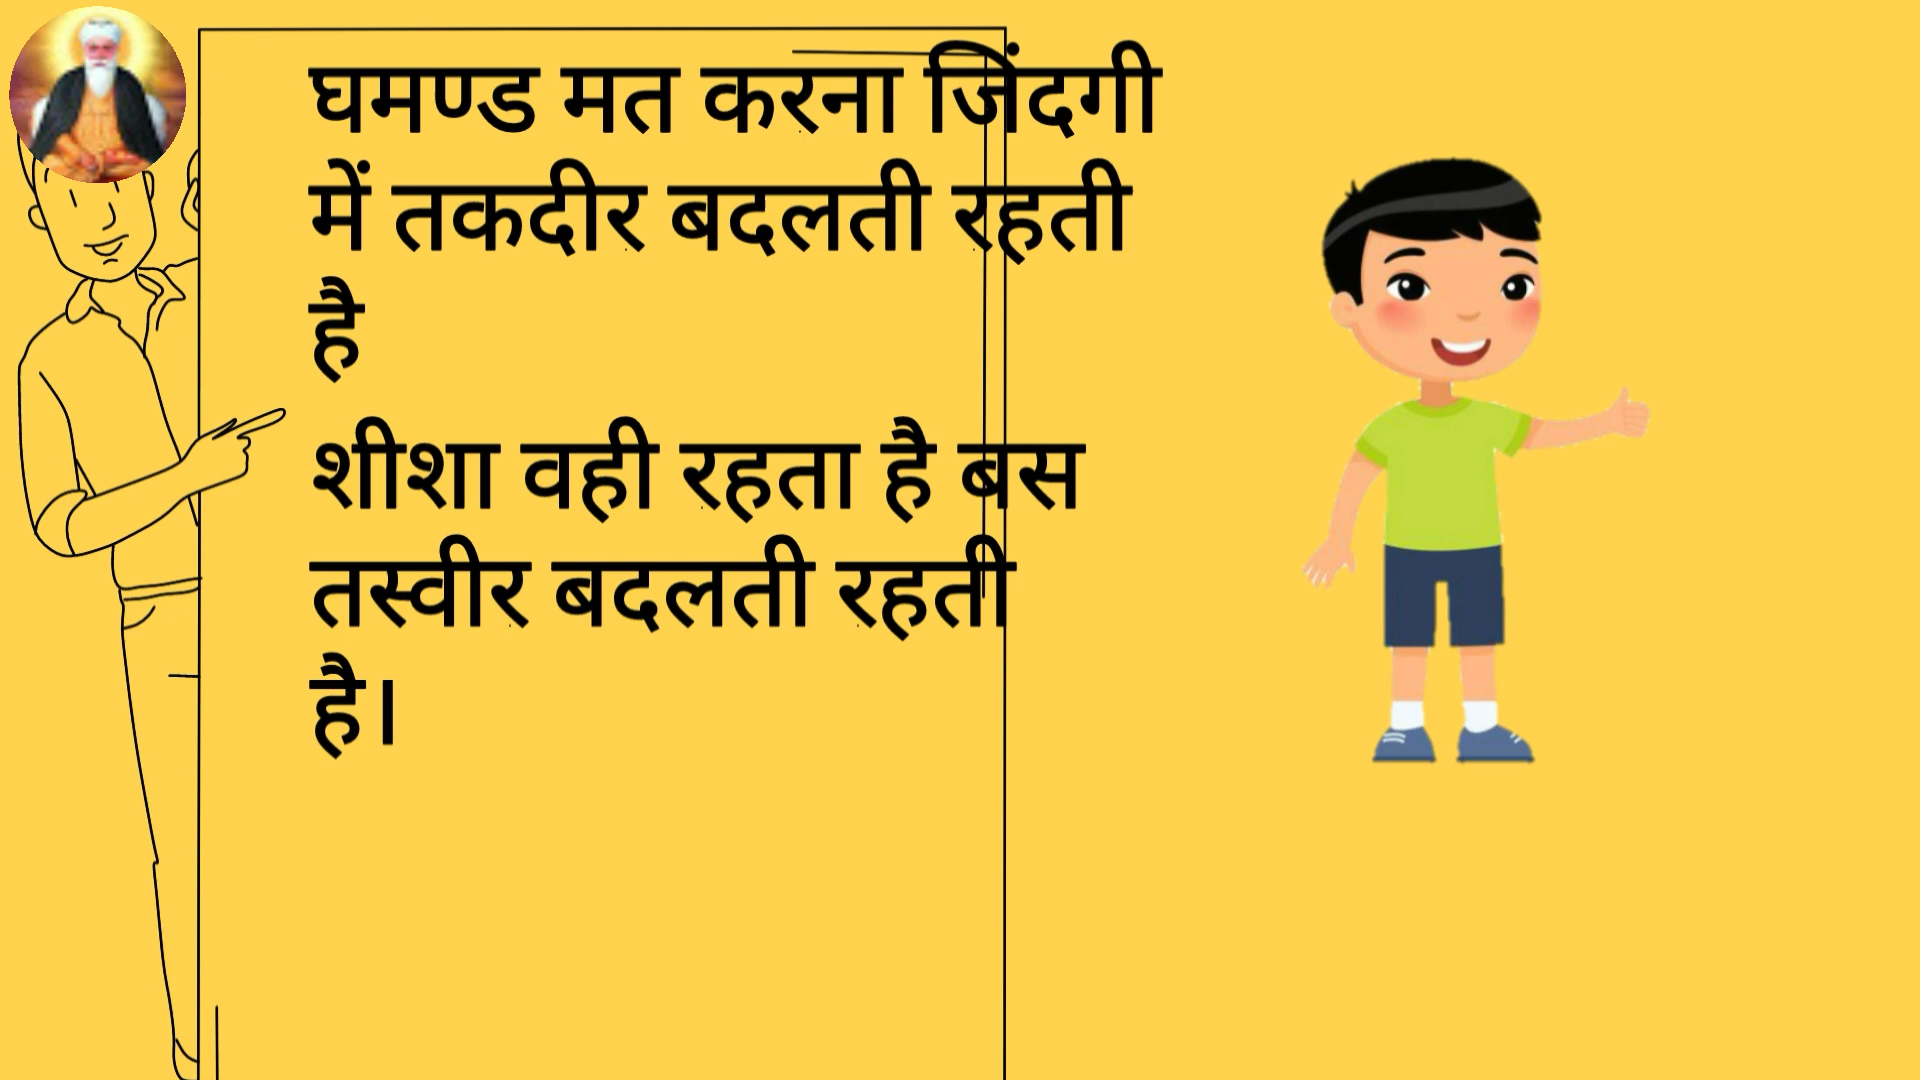 घमण्ड मत करना जिंदगी
में तकदीर बदलती रहती
है
शीशा वही रहता है बस
तस्वीर बदलती रहती
है।